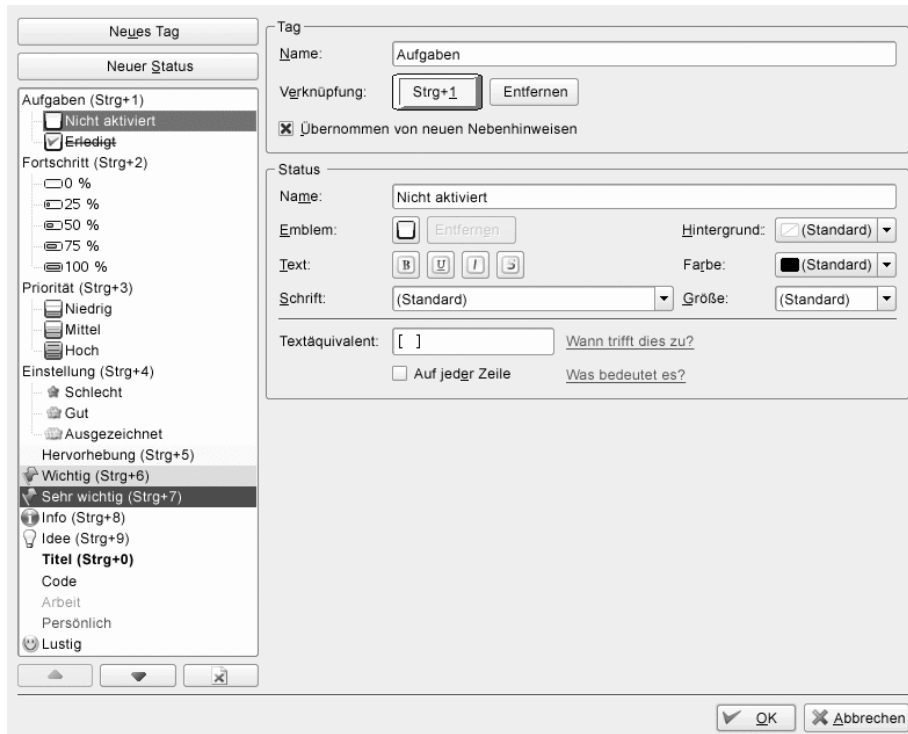 Neues Tag
Neuer Status
Aufgaben (Strg+1)
Nicht aktiviert
Erledigt
Fortschritt (Strg+2)
0 %
25 %
50 %
75 %
100 %
Priorität (Strg+3)
Niedrig
Mittel
Hoch
Einstellung (Strg+4)
Schlecht
Gut
Ausgezeichnet
Hervorhebung (Strg+5)
Wichtig (Strg+6)
Sehr wichtig (Strg+7)
Info (Strg+8)
Idee (Strg+9)
Titel (Strg+0)
Code
Arbeit
Persönlich
Lustig
Tag
Name: Aufgaben
Verknüpfung: Strg+1 Entfernen
Übernommen von neuen Nebenhinweisen
Status
Name: Nicht aktiviert
Emblem: Entfernen Hintergrund: (Standard)
Text: B U I S Farbe: (Standard)
Schrift: (Standard) Größe: (Standard)
Textäquivalent: [ ] Wann trifft dies zu?
Auf jeder Zeile Was bedeutet es?
OK Abbrechen